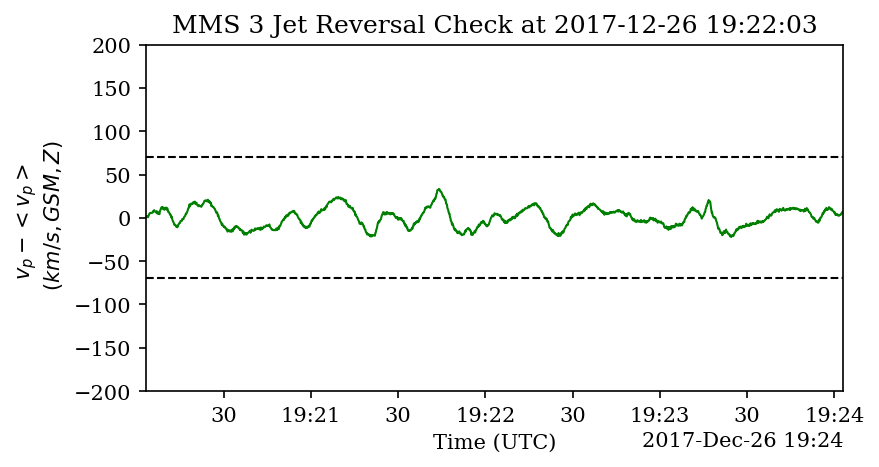 MMS 3 Jet Reversal Check at 2017-12-26 19:22:03
200
150
100
50
0
−50
−100
−150
−200
v_p − < v_p >
(km/s, GSM, Z)
30 19:21 30 19:22 30 19:23 30 19:24
Time (UTC)
2017-Dec-26 19:24